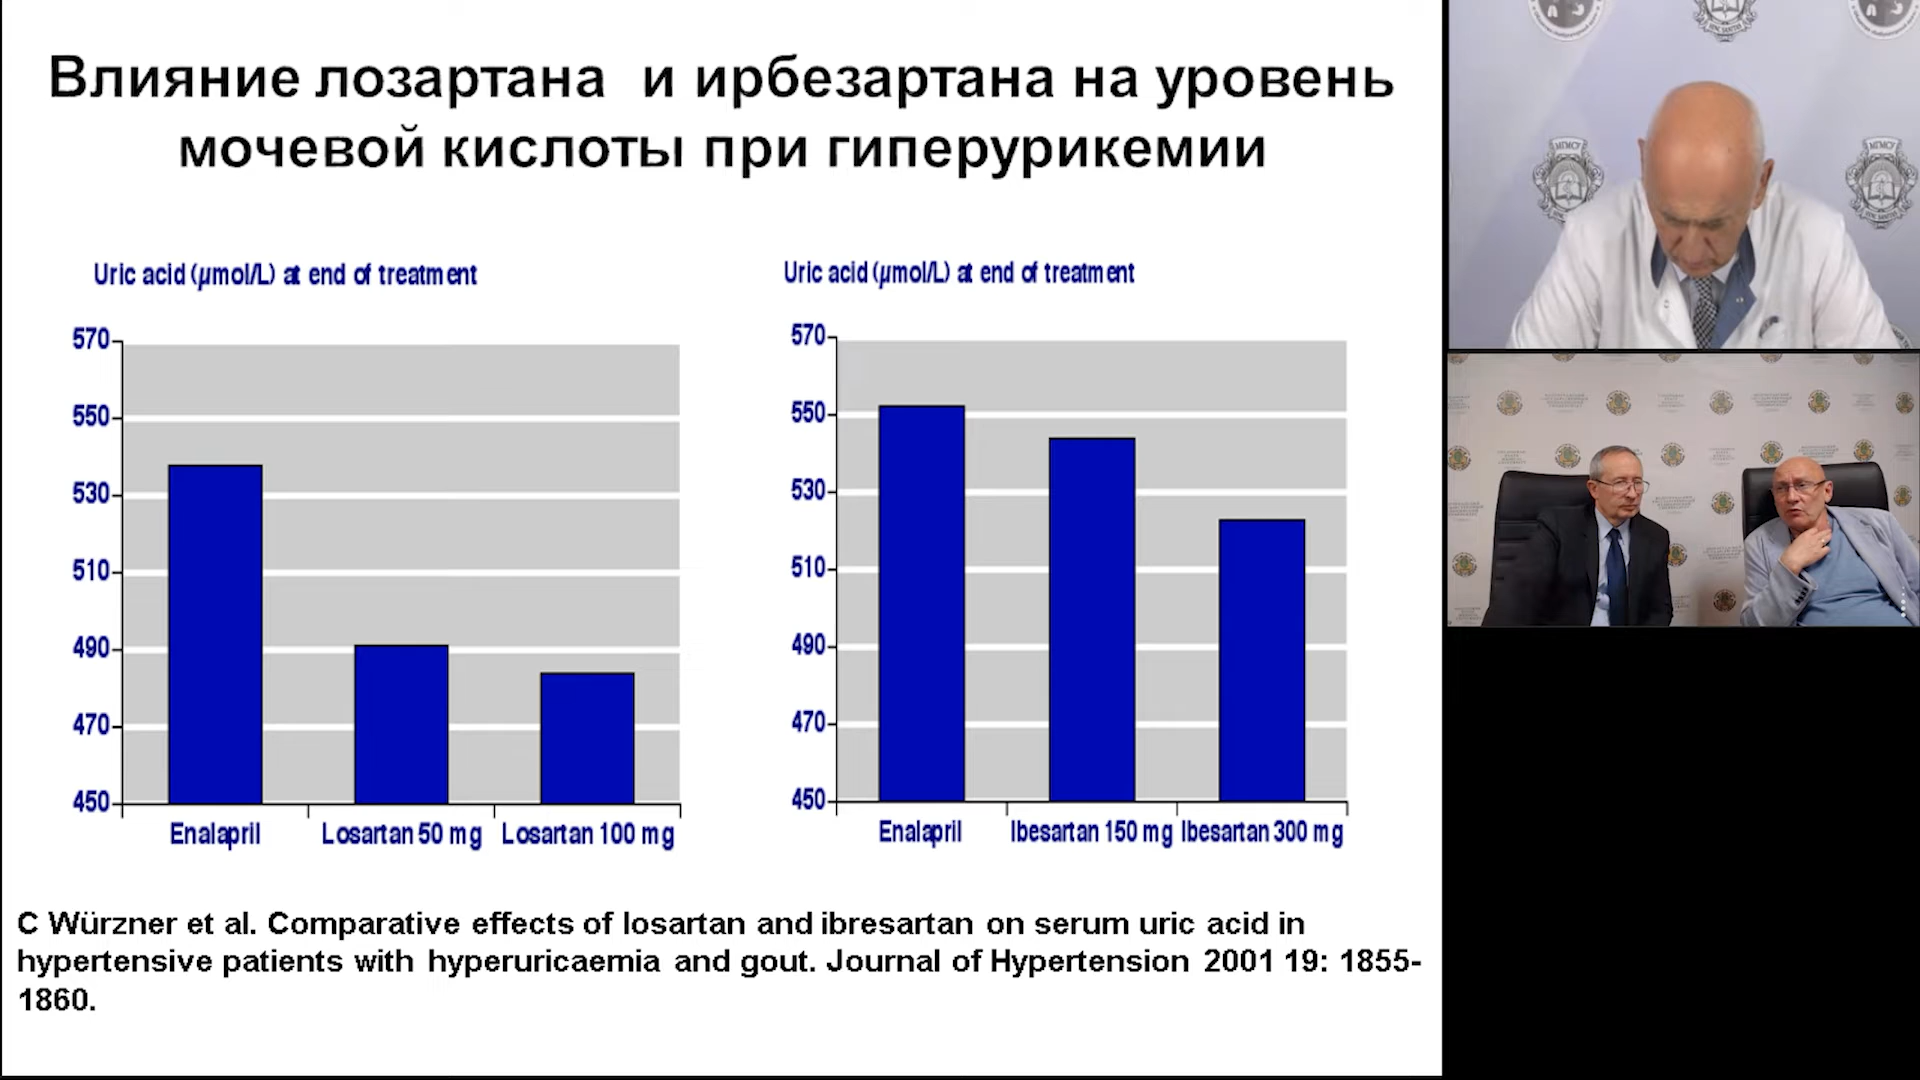 Влияние лозартана и ирбезартана на уровень
мочевой кислоты при гиперурикемии
Uric acid (µmol/L) at end of treatment
570
550
530
510
490
470
450
Enalapril
Losartan 50 mg
Losartan 100 mg
Uric acid (µmol/L) at end of treatment
570
550
530
510
490
470
450
Enalapril
Ibesartan 150 mg
Ibesartan 300 mg
C Würzner et al. Comparative effects of losartan and ibresartan on serum uric acid in
hypertensive patients with hyperuricaemia and gout. Journal of Hypertension 2001 19: 1855-
1860.
МГМСУ
МГМСУ